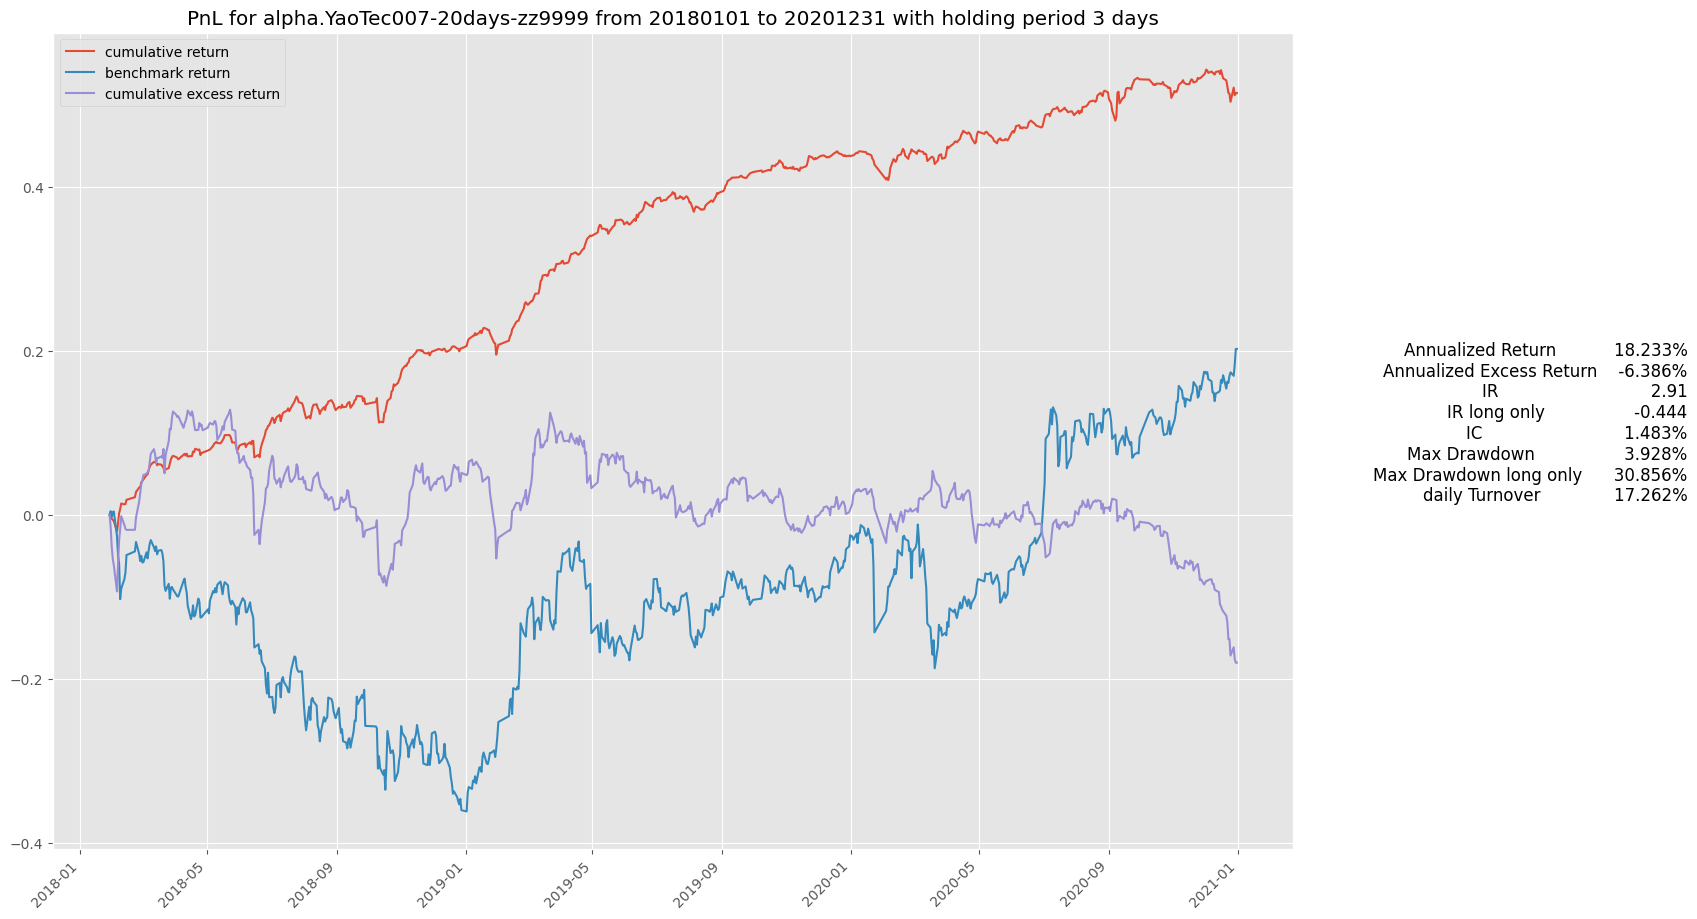 PnL for alpha.YaoTec007-20days-zz9999 from 20180101 to 20201231 with holding period 3 days
cumulative return
benchmark return
cumulative excess return
0.4
0.2
0.0
−0.2
−0.4
2018-01
2018-05
2018-09
2019-01
2019-05
2019-09
2020-01
2020-05
2020-09
2021-01
Annualized Return 18.233%
Annualized Excess Return -6.386%
IR 2.91
IR long only -0.444
IC 1.483%
Max Drawdown 3.928%
Max Drawdown long only 30.856%
daily Turnover 17.262%